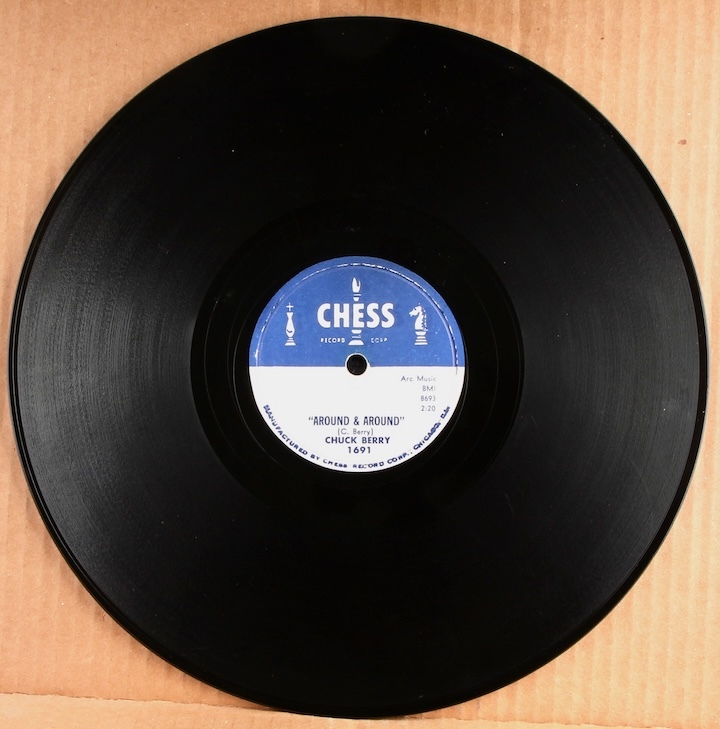 CHESS
RECORD CORP
Arc Music
BMI
8693
2:20
"AROUND & AROUND"
(C. Berry)
CHUCK BERRY
1691
MANUFACTURED BY CHESS RECORD CORP., CHICAGO, ILL.